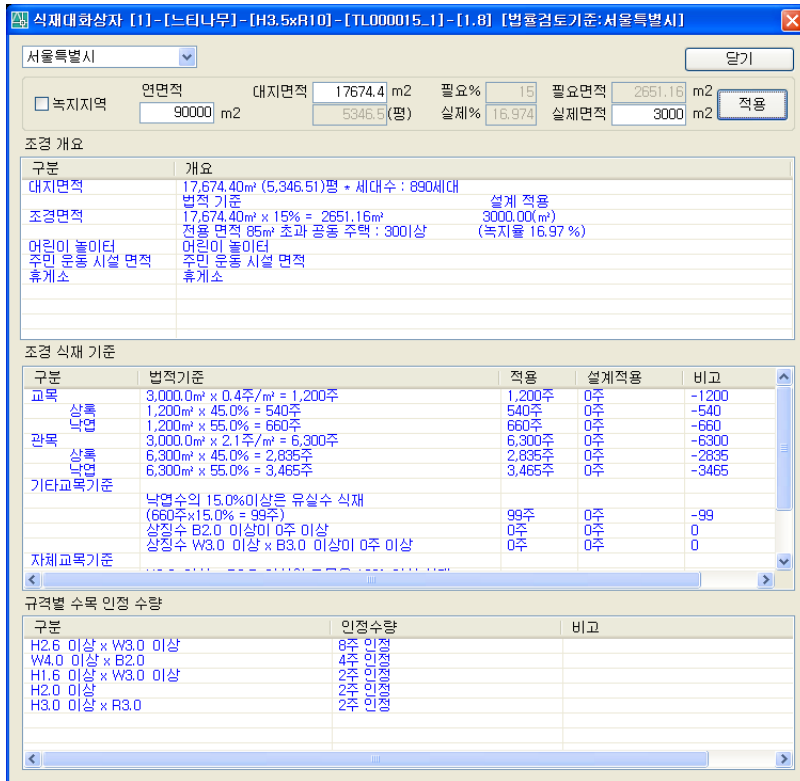 식재대화상자 [1]-[느티나무]-[H3.5xR10]-[TL000015_1]-[1.8] [법률검토기준:서울특별시]
서울특별시 닫기
녹지지역 연면적 대지면적 17674.4 m2 필요% 15 필요면적 2651.16 m2 적용
90000 m2 5346.5 (평) 실제% 16.974 실제면적 3000 m2
조경 개요
구분 개요
대지면적 17,674.40㎡ (5,346.51)평 * 세대수 : 890세대
법적 기준 설계 적용
조경면적 17,674.40㎡ x 15% = 2651.16㎡ 3000.00(㎡)
전용 면적 85㎡ 초과 공동 주택 : 300이상 (녹지율 16.97 %)
어린이 놀이터 어린이 놀이터
주민 운동 시설 면적 주민 운동 시설 면적
휴게소 휴게소
조경 식재 기준
구분 법적기준 적용 설계적용 비고
교목 3,000.0㎡ x 0.4주/㎡ = 1,200주 1,200주 0주 -1200
상록 1,200㎡ x 45.0% = 540주 540주 0주 -540
낙엽 1,200㎡ x 55.0% = 660주 660주 0주 -660
관목 3,000.0㎡ x 2.1주/㎡ = 6,300주 6,300주 0주 -6300
상록 6,300㎡ x 45.0% = 2,835주 2,835주 0주 -2835
낙엽 6,300㎡ x 55.0% = 3,465주 3,465주 0주 -3465
기타교목기준
낙엽수의 15.0%이상은 유실수 식재
(660주x15.0% = 99주) 99주 0주 -99
상징수 B2.0 이상이 0주 이상 0주 0주 0
상징수 W3.0 이상 x B3.0 이상이 0주 이상 0주 0주 0
자체교목기준
규격별 수목 인정 수량
구분 인정수량 비고
H2.6 이상 x W3.0 이상 8주 인정
W4.0 이상 x B2.0 4주 인정
H1.6 이상 x W3.0 이상 2주 인정
H2.0 이상 2주 인정
H3.0 이상 x R3.0 2주 인정